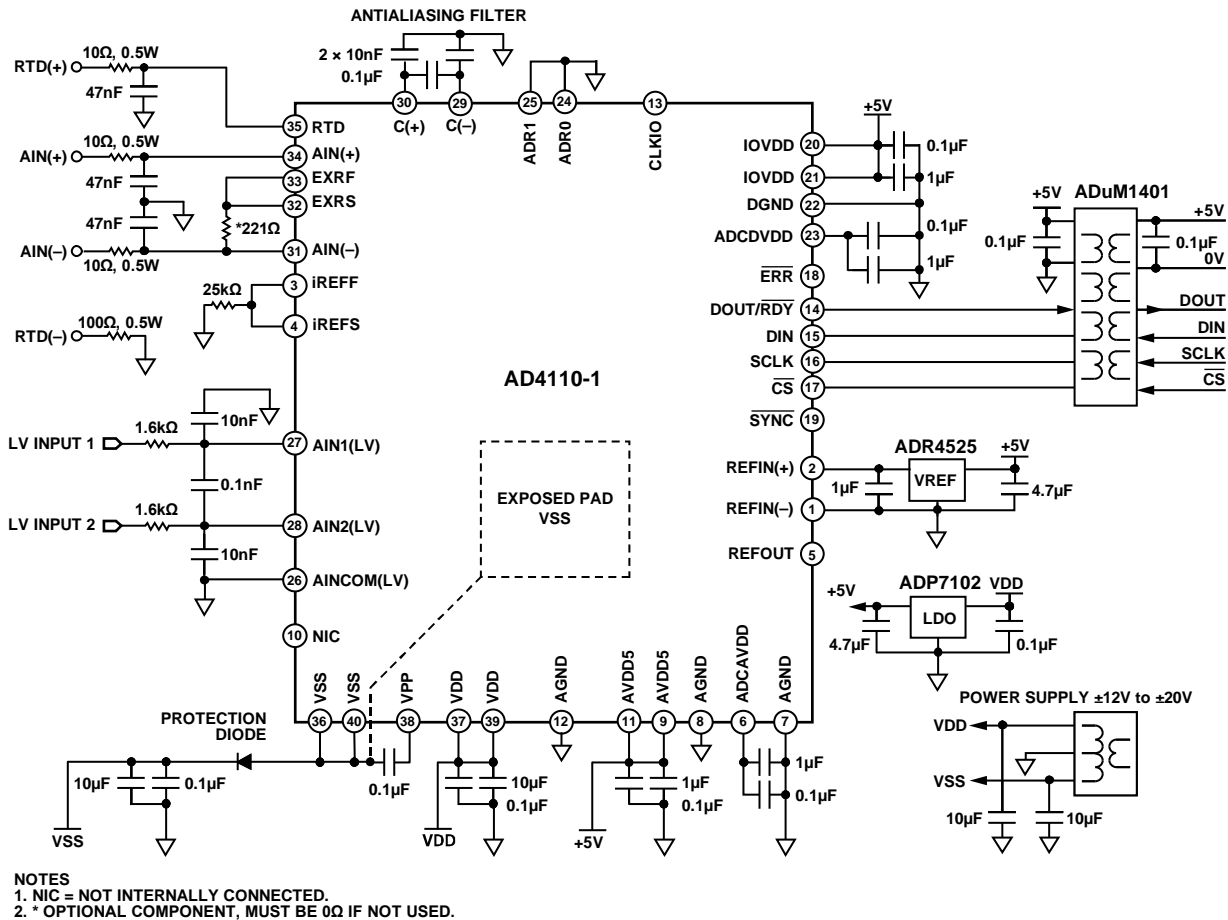 ANTIALIASING FILTER
10Ω, 0.5W
RTD(+)
47nF
2 × 10nF
0.1µF
30
C(+)
29
C(–)
25
ADR1
24
ADR0
13
CLKIO
35 RTD
10Ω, 0.5W
AIN(+)
34 AIN(+)
47nF
33 EXRF
32 EXRS
47nF
*221Ω
AIN(–)
10Ω, 0.5W
31 AIN(–)
25kΩ
3 iREFF
4 iREFS
100Ω, 0.5W
RTD(–)
10nF
1.6kΩ
LV INPUT 1
27 AIN1(LV)
0.1nF
1.6kΩ
LV INPUT 2
28 AIN2(LV)
10nF
26 AINCOM(LV)
10 NIC
AD4110-1
EXPOSED PAD
VSS
+5V
IOVDD 20
0.1µF
IOVDD 21
1µF
DGND 22
ADCDVDD 23
0.1µF
1µF
ERR 18
DOUT/RDY 14
DIN 15
SCLK 16
CS 17
SYNC 19
ADuM1401
+5V
+5V
0.1µF
0.1µF
0V
DOUT
DIN
SCLK
CS
REFIN(+) 2
REFIN(–) 1
REFOUT 5
ADR4525
+5V
1µF
VREF
4.7µF
ADP7102
+5V
VDD
LDO
4.7µF
0.1µF
POWER SUPPLY ±12V to ±20V
VDD
VSS
10µF
10µF
VSS
36
VSS
40
VPP
38
VDD
37
VDD
39
AGND
12
AVDD5
11
AVDD5
9
AGND
8
ADCAVDD
6
AGND
7
PROTECTION
DIODE
10µF
0.1µF
VSS
0.1µF
10µF
0.1µF
VDD
1µF
0.1µF
+5V
1µF
0.1µF
NOTES
1. NIC = NOT INTERNALLY CONNECTED.
2. * OPTIONAL COMPONENT, MUST BE 0Ω IF NOT USED.